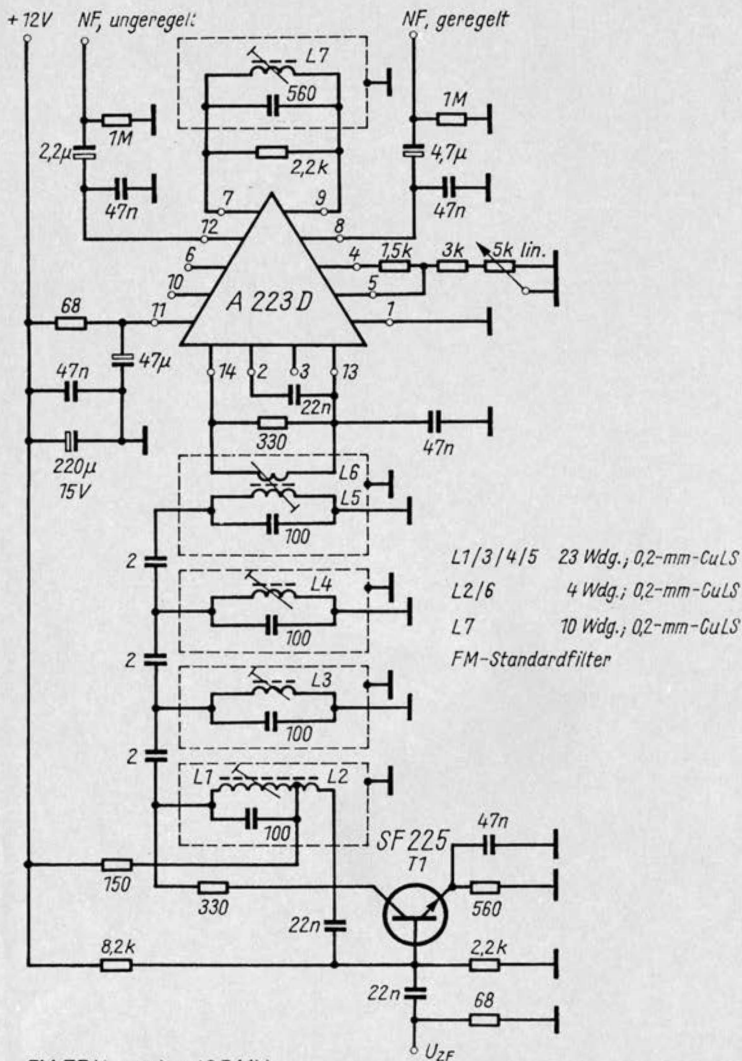 +12V
NF, ungeregelt
NF, geregelt
L7
560
1M
1M
2,2µ
2,2k
4,7µ
47n
47n
7
9
12
8
6
4
1,5k
3k
5k lin.
10
5
A 223 D
68
11
1
47µ
14
2
3
13
47n
22n
330
47n
220µ
15V
L6
L5
100
2
L1/3/4/5 23 Wdg.; 0,2-mm-CuLS
L4
L2/6 4 Wdg.; 0,2-mm-CuLS
100
L7 10 Wdg.; 0,2-mm-CuLS
2
FM-Standardfilter
L3
100
2
L1
L2
100
SF 225
T1
47n
150
330
560
22n
8,2k
2,2k
22n
68
U_ZF